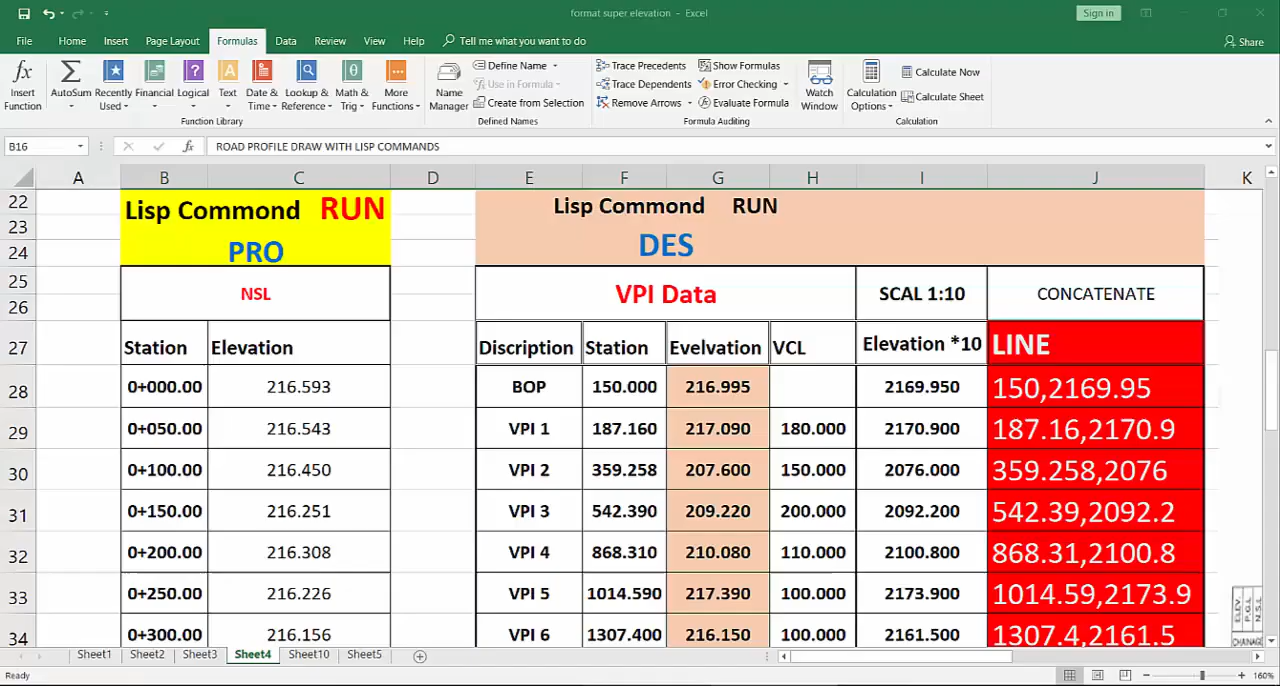 format super elevation - Excel
Sign in
File Home Insert Page Layout Formulas Data Review View Help Tell me what you want to do Share
fx Insert Function
AutoSum
Recently Used
Financial
Logical
Text
Date & Time
Lookup & Reference
Math & Trig
More Functions
Function Library
Name Manager
Define Name
Use in Formula
Create from Selection
Defined Names
Trace Precedents
Trace Dependents
Remove Arrows
Show Formulas
Error Checking
Evaluate Formula
Formula Auditing
Watch Window
Calculation Options
Calculate Now
Calculate Sheet
Calculation
B16 fx ROAD PROFILE DRAW WITH LISP COMMANDS
A B C D E F G H I J K
22 Lisp Commond RUN Lisp Commond RUN
23
24 PRO DES
25 NSL VPI Data SCAL 1:10 CONCATENATE
26
27 Station Elevation Discription Station Evelvation VCL Elevation *10 LINE
28 0+000.00 216.593 BOP 150.000 216.995 2169.950 150,2169.95
29 0+050.00 216.543 VPI 1 187.160 217.090 180.000 2170.900 187.16,2170.9
30 0+100.00 216.450 VPI 2 359.258 207.600 150.000 2076.000 359.258,2076
31 0+150.00 216.251 VPI 3 542.390 209.220 200.000 2092.200 542.39,2092.2
32 0+200.00 216.308 VPI 4 868.310 210.080 110.000 2100.800 868.31,2100.8
33 0+250.00 216.226 VPI 5 1014.590 217.390 100.000 2173.900 1014.59,2173.9
34 0+300.00 216.156 VPI 6 1307.400 216.150 100.000 2161.500 1307.4,2161.5
ELEV.
P.G.L
N.S.L
CHANAGE
Sheet1 Sheet2 Sheet3 Sheet4 Sheet10 Sheet5
Ready 160%